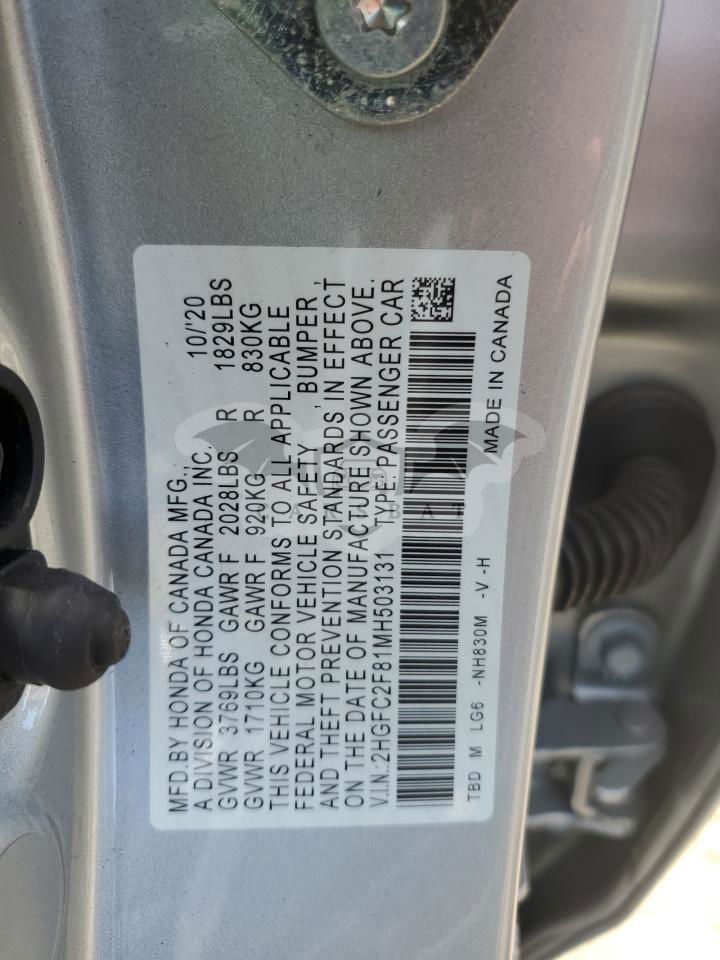 MFD.BY HONDA OF CANADA MFG., 10/'20
A DIVISION OF HONDA CANADA INC.
GVWR 3769LBS GAWR F 2028LBS R 1829LBS
GVWR 1710KG GAWR F 920KG R 830KG
THIS VEHICLE CONFORMS TO ALL APPLICABLE
FEDERAL MOTOR VEHICLE SAFETY , BUMPER ,
AND THEFT PREVENTION STANDARDS IN EFFECT
ON THE DATE OF MANUFACTURE SHOWN ABOVE.
V.I.N.:2HGFC2F81MH503131 TYPE:PASSENGER CAR
TBD M LG6 -NH830M -V -H MADE IN CANADA